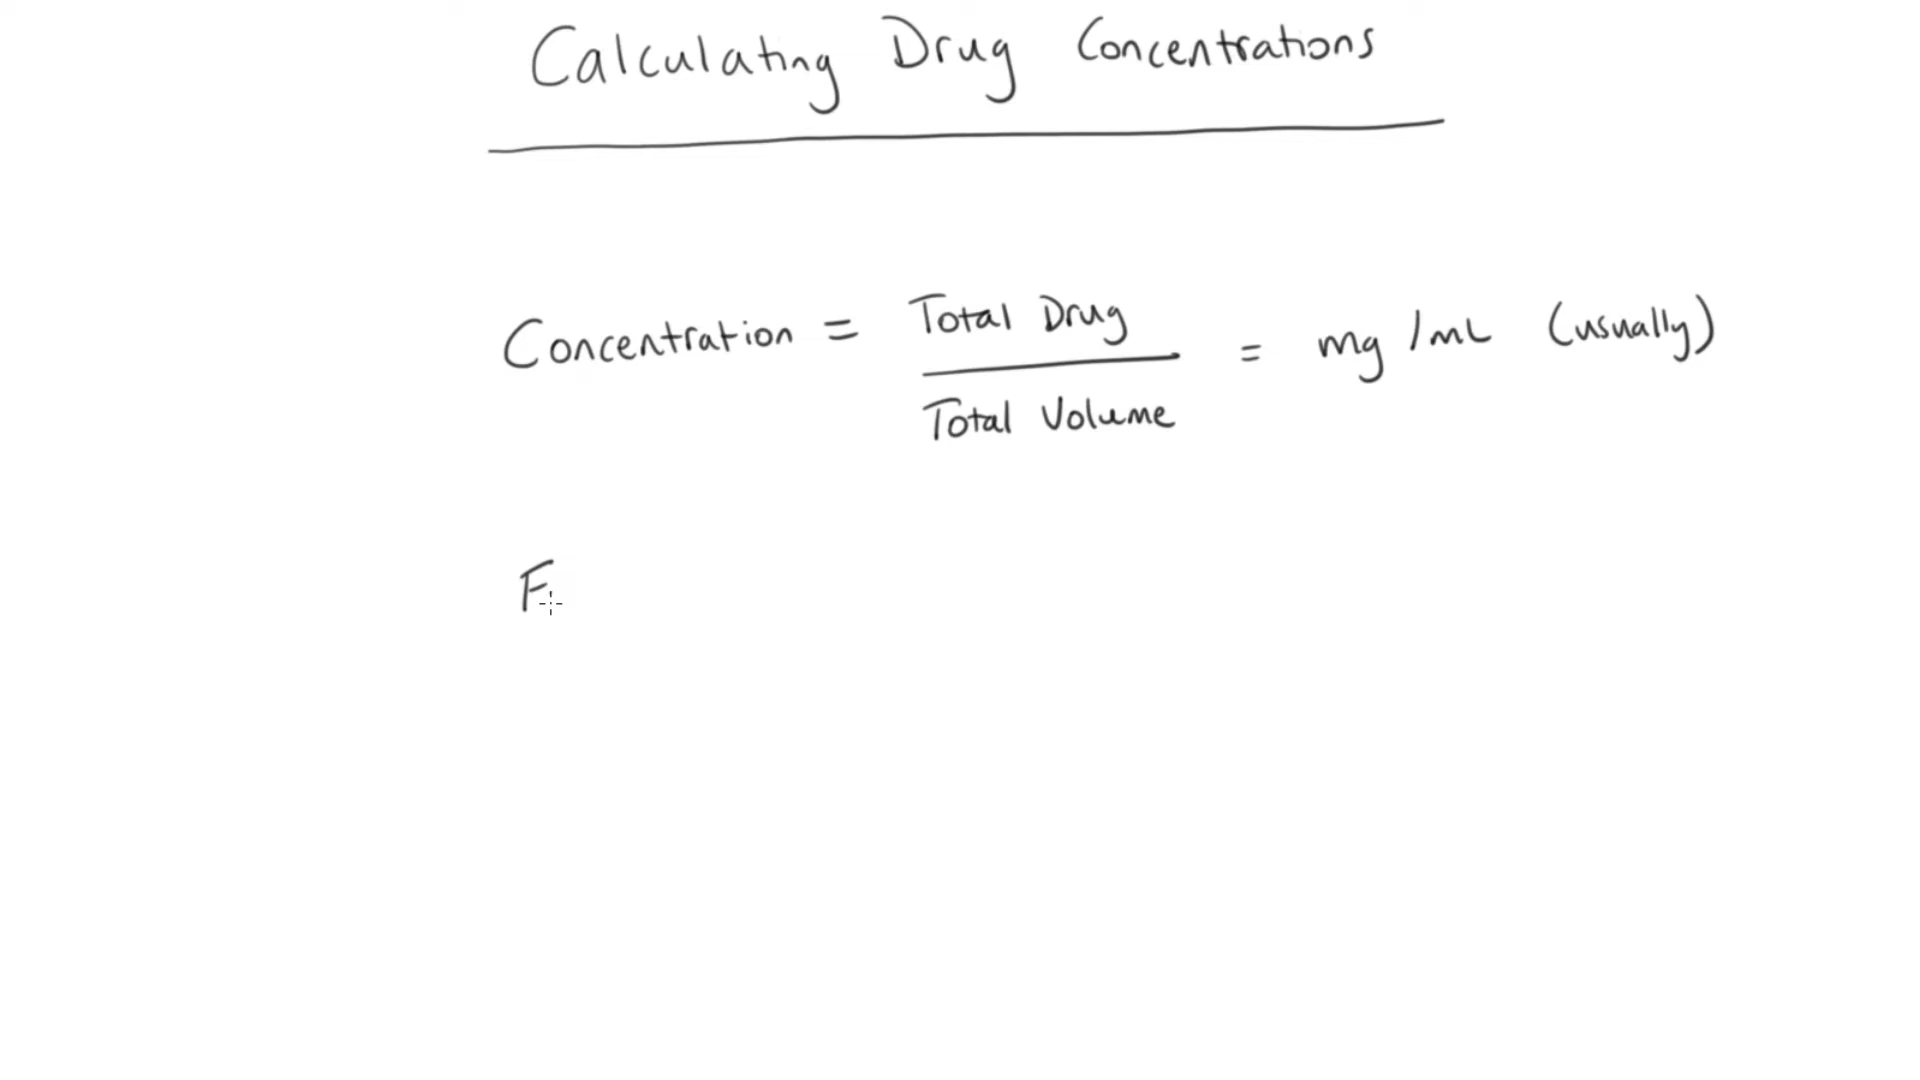 Calculating Drug Concentrations
Concentration = Total Drug / Total Volume = mg/mL (usually)
F